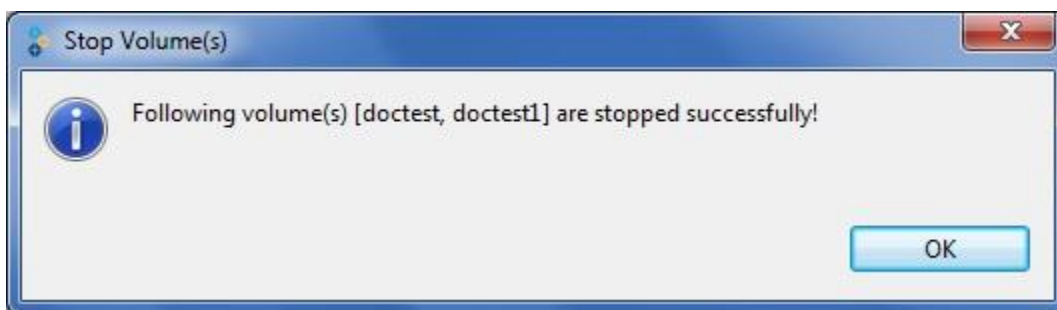 Stop Volume(s)
Following volume(s) [doctest, doctest1] are stopped successfully!
OK